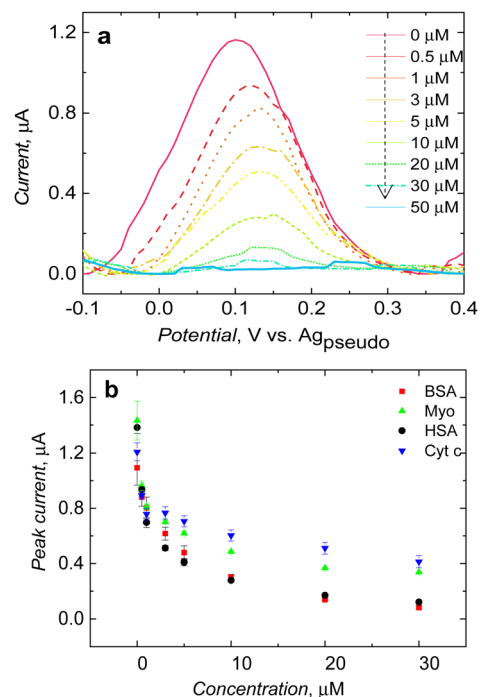 a
1.2
0.8
0.4
0.0
Current, µA
0 µM
0.5 µM
1 µM
3 µM
5 µM
10 µM
20 µM
30 µM
50 µM
-0.1 0.0 0.1 0.2 0.3 0.4
Potential, V vs. Agpseudo
b
1.6
1.2
0.8
0.4
0.0
Peak current, µA
BSA
Myo
HSA
Cyt c
0 10 20 30
Concentration, µM